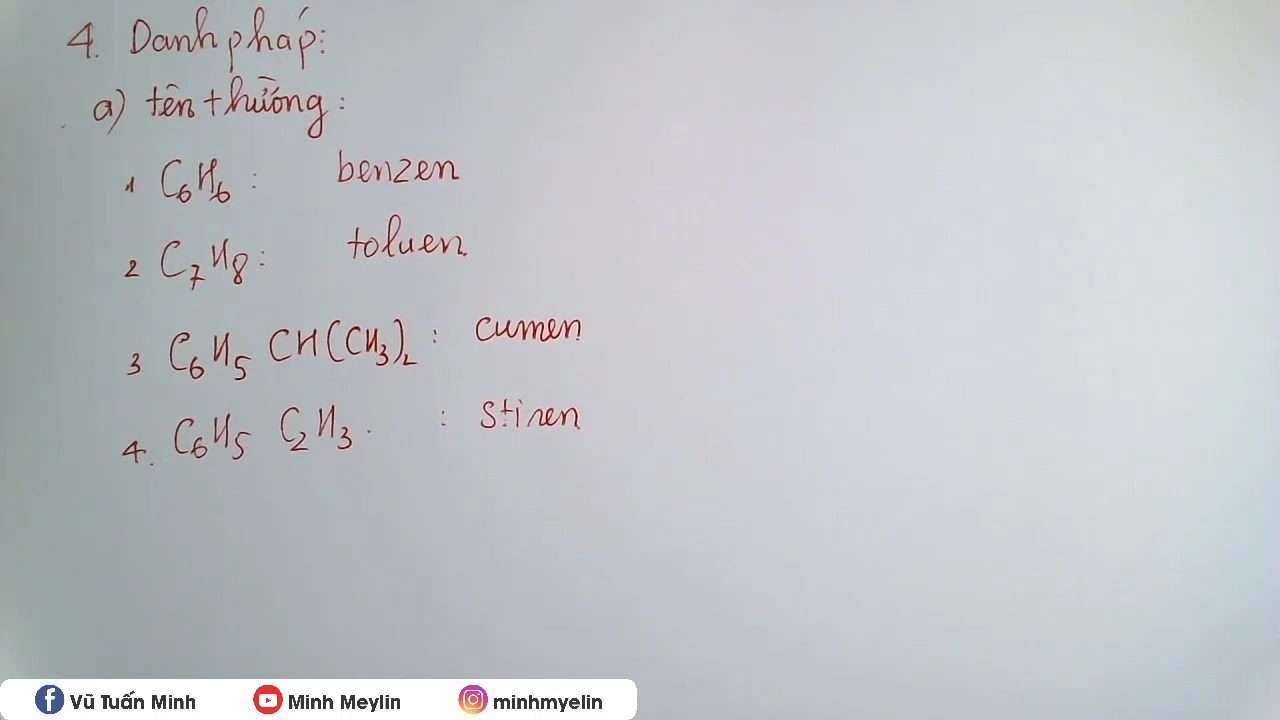 4. Danh pháp:
a) tên thường:
1 C₆H₆ : benzen
2 C₇H₈ : toluen
3 C₆H₅ CH(CH₃)₂ : cumen
4. C₆H₅ C₂H₃ : stiren
Vũ Tuấn Minh Minh Meylin minhmyelin